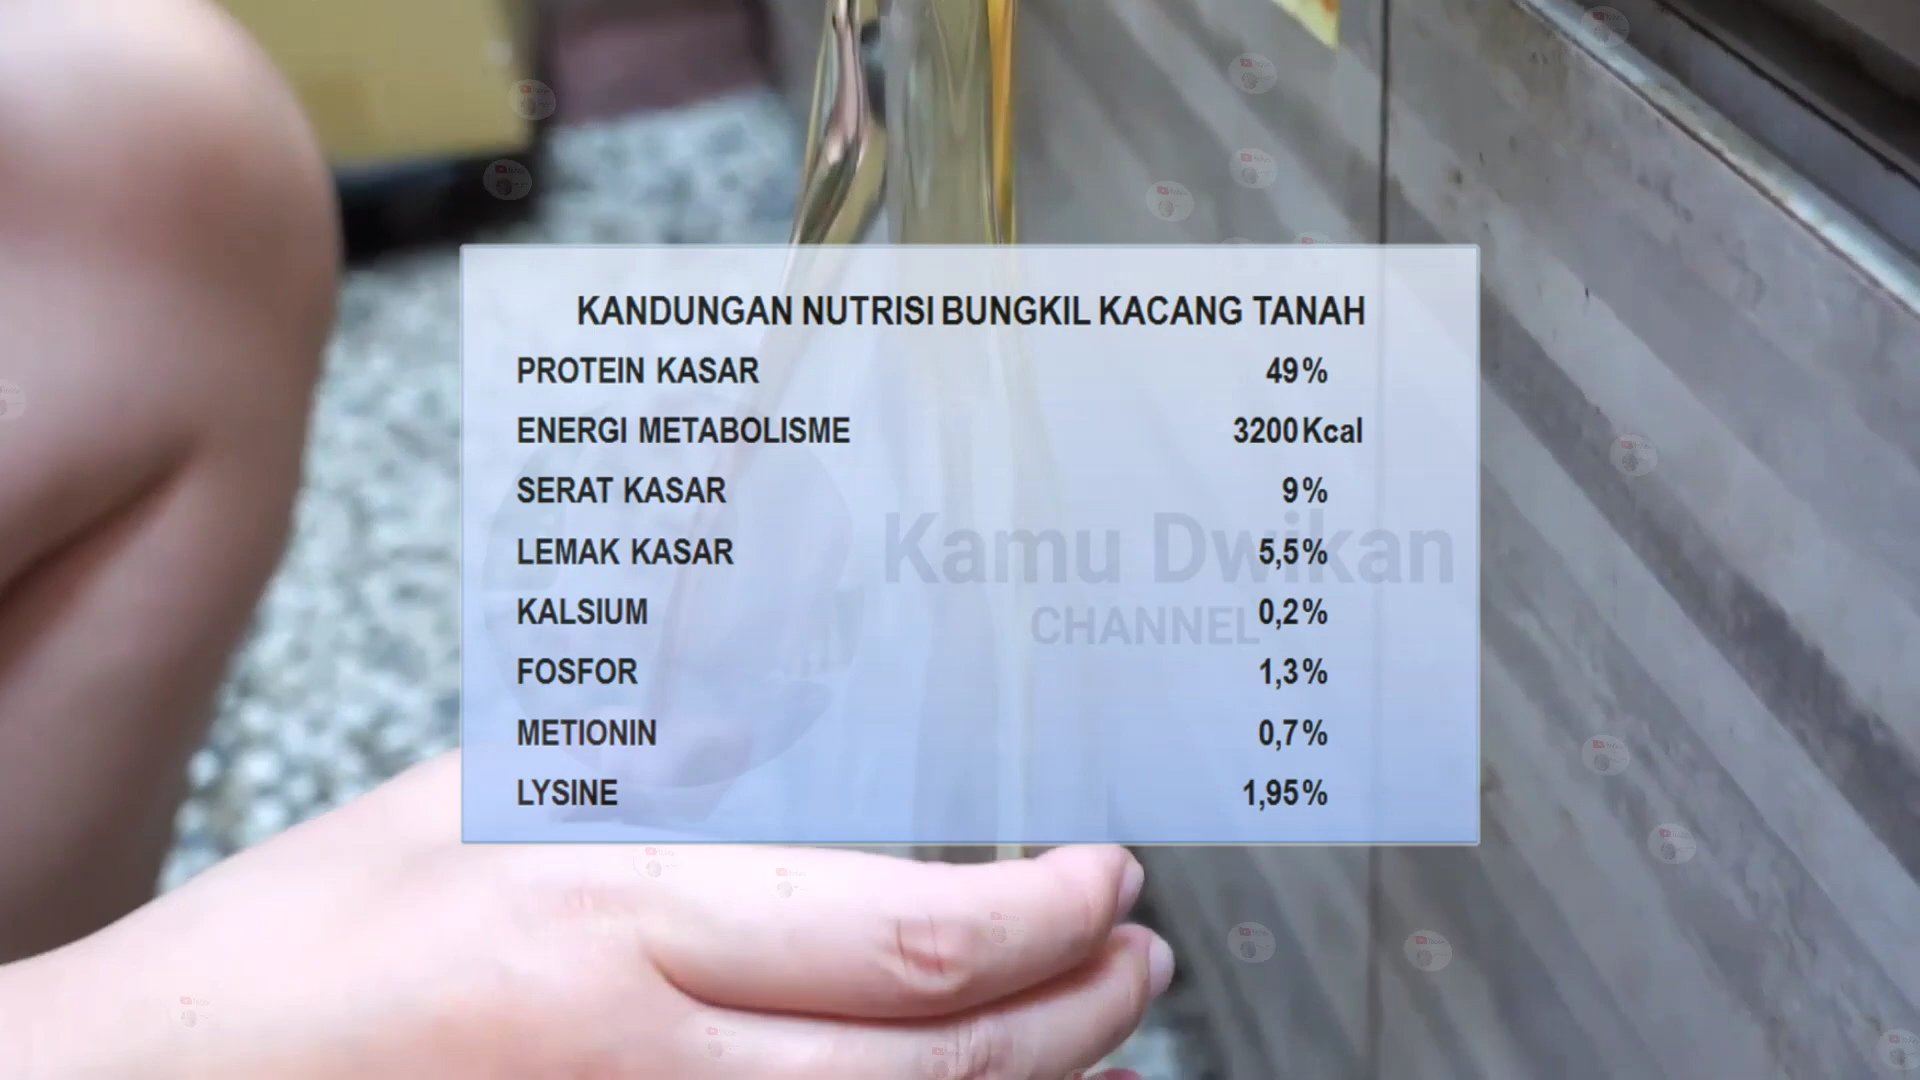 KANDUNGAN NUTRISI BUNGKIL KACANG TANAH
PROTEIN KASAR 49%
ENERGI METABOLISME 3200 Kcal
SERAT KASAR 9%
LEMAK KASAR 5,5%
KALSIUM 0,2%
FOSFOR 1,3%
METIONIN 0,7%
LYSINE 1,95%
Kamu Dwikan
CHANNEL